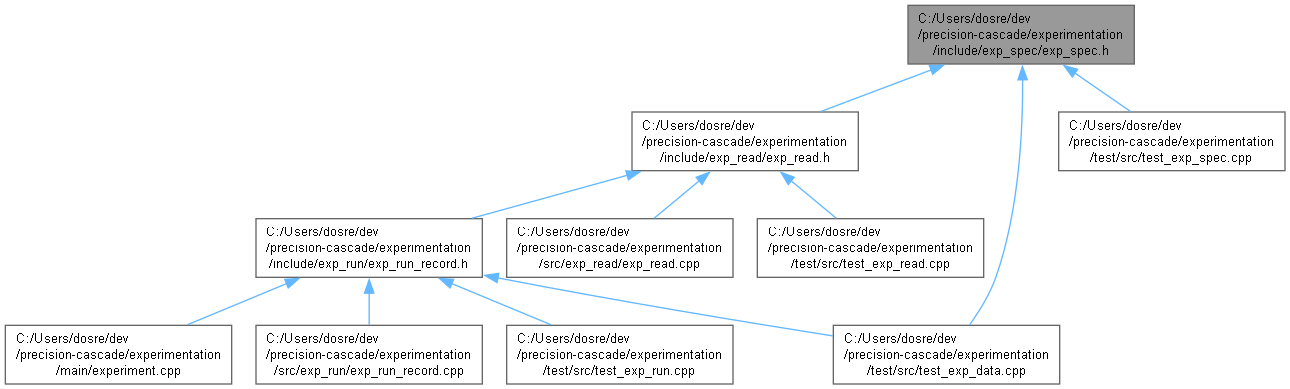 C:/Users/dosre/dev
/precision-cascade/experimentation
/include/exp_spec/exp_spec.h
C:/Users/dosre/dev
/precision-cascade/experimentation
/include/exp_read/exp_read.h
C:/Users/dosre/dev
/precision-cascade/experimentation
/test/src/test_exp_spec.cpp
C:/Users/dosre/dev
/precision-cascade/experimentation
/include/exp_run/exp_run_record.h
C:/Users/dosre/dev
/precision-cascade/experimentation
/src/exp_read/exp_read.cpp
C:/Users/dosre/dev
/precision-cascade/experimentation
/test/src/test_exp_read.cpp
C:/Users/dosre/dev
/precision-cascade/experimentation
/main/experiment.cpp
C:/Users/dosre/dev
/precision-cascade/experimentation
/src/exp_run/exp_run_record.cpp
C:/Users/dosre/dev
/precision-cascade/experimentation
/test/src/test_exp_run.cpp
C:/Users/dosre/dev
/precision-cascade/experimentation
/test/src/test_exp_data.cpp